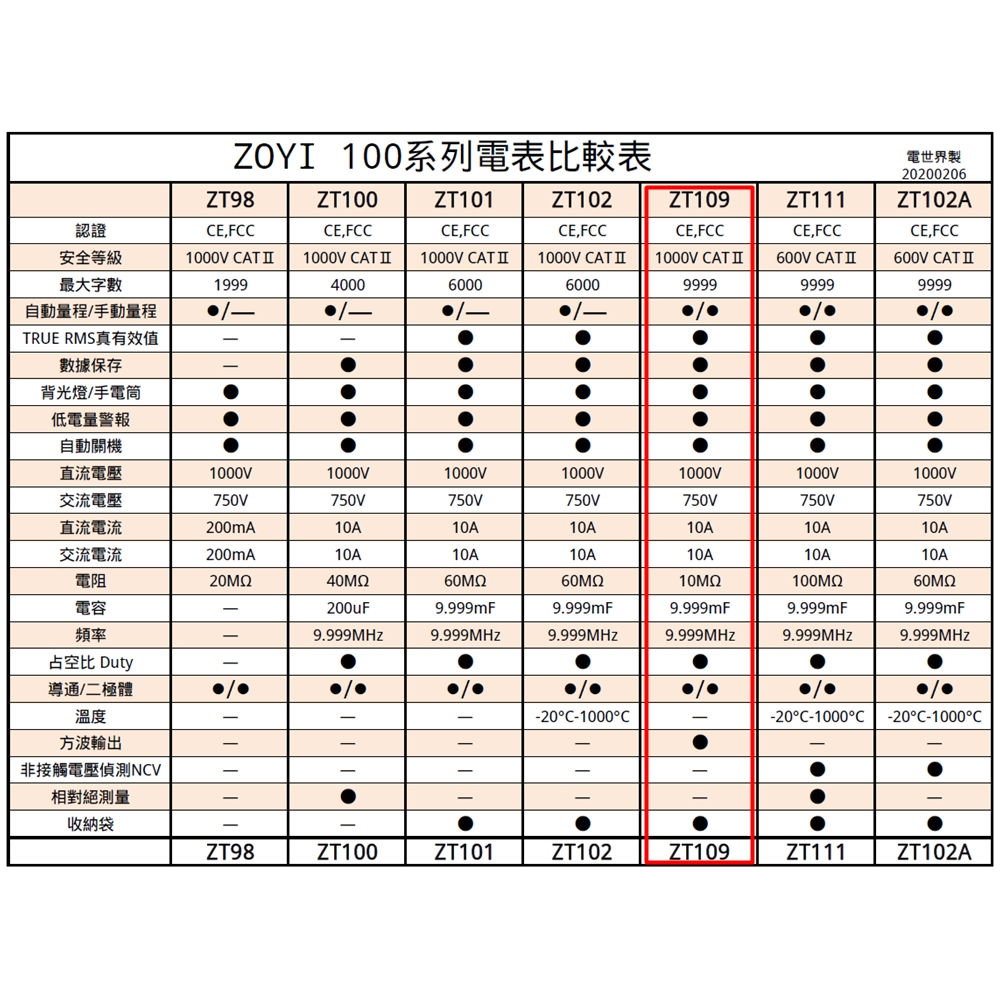 ZOYI 100系列電表比較表
電世界製
20200206
ZT98 ZT100 ZT101 ZT102 ZT109 ZT111 ZT102A
認證 CE,FCC CE,FCC CE,FCC CE,FCC CE,FCC CE,FCC CE,FCC
安全等級 1000V CATⅡ 1000V CATⅡ 1000V CATⅡ 1000V CATⅡ 1000V CATⅡ 600V CATⅡ 600V CATⅡ
最大字數 1999 4000 6000 6000 9999 9999 9999
自動量程/手動量程 ●/— ●/— ●/— ●/— ●/● ●/● ●/●
TRUE RMS真有效值 — — ● ● ● ● ●
數據保存 — ● ● ● ● ● ●
背光燈/手電筒 ● ● ● ● ● ● ●
低電量警報 ● ● ● ● ● ● ●
自動關機 ● ● ● ● ● ● ●
直流電壓 1000V 1000V 1000V 1000V 1000V 1000V 1000V
交流電壓 750V 750V 750V 750V 750V 750V 750V
直流電流 200mA 10A 10A 10A 10A 10A 10A
交流電流 200mA 10A 10A 10A 10A 10A 10A
電阻 20MΩ 40MΩ 60MΩ 60MΩ 10MΩ 100MΩ 60MΩ
電容 — 200uF 9.999mF 9.999mF 9.999mF 9.999mF 9.999mF
頻率 — 9.999MHz 9.999MHz 9.999MHz 9.999MHz 9.999MHz 9.999MHz
占空比 Duty — ● ● ● ● ● ●
導通/二極體 ●/● ●/● ●/● ●/● ●/● ●/● ●/●
溫度 — — — -20°C-1000°C — -20°C-1000°C -20°C-1000°C
方波輸出 — — — — ● — —
非接觸電壓偵測NCV — — — — — ● ●
相對絕測量 — ● — — — ● —
收納袋 — — ● ● ● ● ●
ZT98 ZT100 ZT101 ZT102 ZT109 ZT111 ZT102A